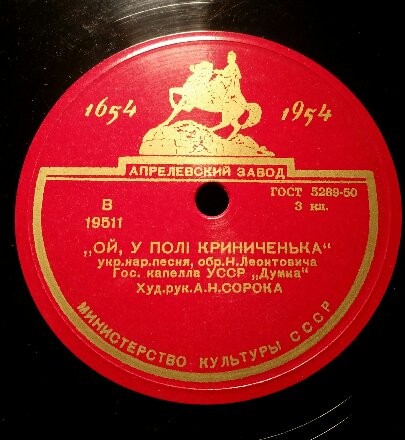 1654 1954
АПРЕЛЕВСКИЙ ЗАВОД
В
19511
ГОСТ 5289-50
3 кл.
„ОЙ, У ПОЛІ КРИНИЧЕНЬКА“
укр.нар.песня, обр.Н.Леонтовича
Гос. капелла УССР „Думка“
Худ.рук.А.Н.СОРОКА
МИНИСТЕРСТВО КУЛЬТУРЫ СССР